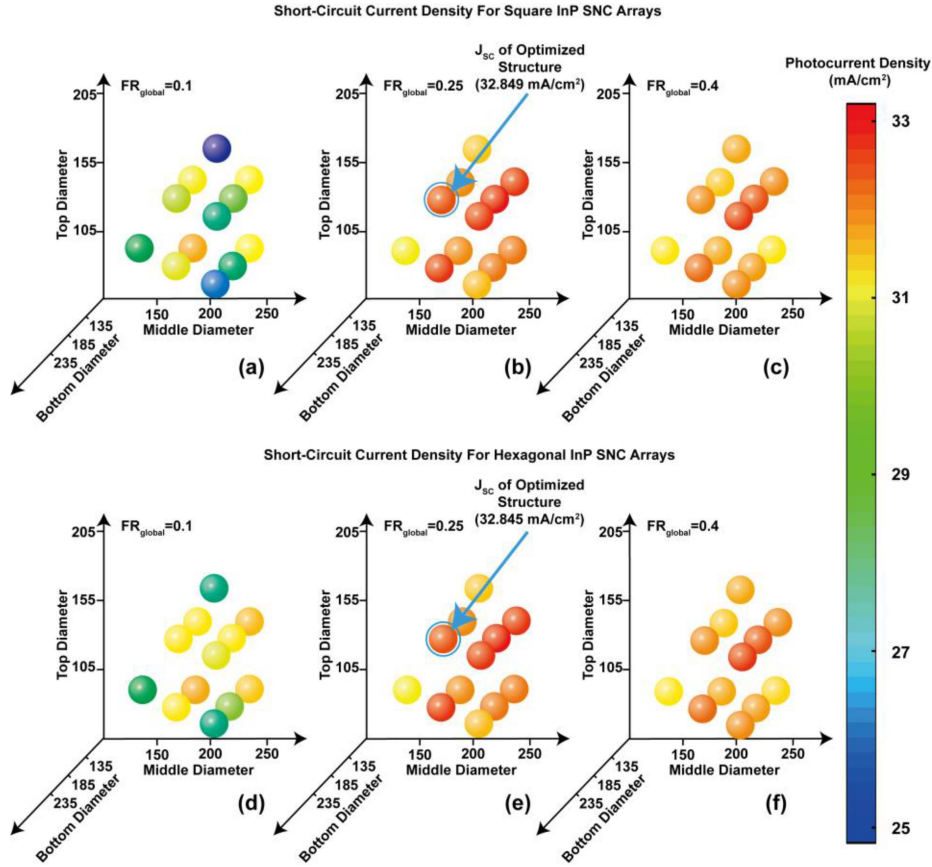 Short-Circuit Current Density For Square InP SNC Arrays
J_SC of Optimized
Structure
(32.849 mA/cm²)
Photocurrent Density
(mA/cm²)
FR_global=0.1
FR_global=0.25
FR_global=0.4
205
155
105
Top Diameter
150
200
250
Middle Diameter
135
185
235
Bottom Diameter
(a)
205
155
105
Top Diameter
150
200
250
Middle Diameter
135
185
235
Bottom Diameter
(b)
205
155
105
Top Diameter
150
200
250
Middle Diameter
135
185
235
Bottom Diameter
(c)
33
31
29
27
25
Short-Circuit Current Density For Hexagonal InP SNC Arrays
J_SC of Optimized
Structure
(32.845 mA/cm²)
FR_global=0.1
FR_global=0.25
FR_global=0.4
205
155
105
Top Diameter
150
200
250
Middle Diameter
135
185
235
Bottom Diameter
(d)
205
155
105
Top Diameter
150
200
250
Middle Diameter
135
185
235
Bottom Diameter
(e)
205
155
105
Top Diameter
150
200
250
Middle Diameter
135
185
235
Bottom Diameter
(f)